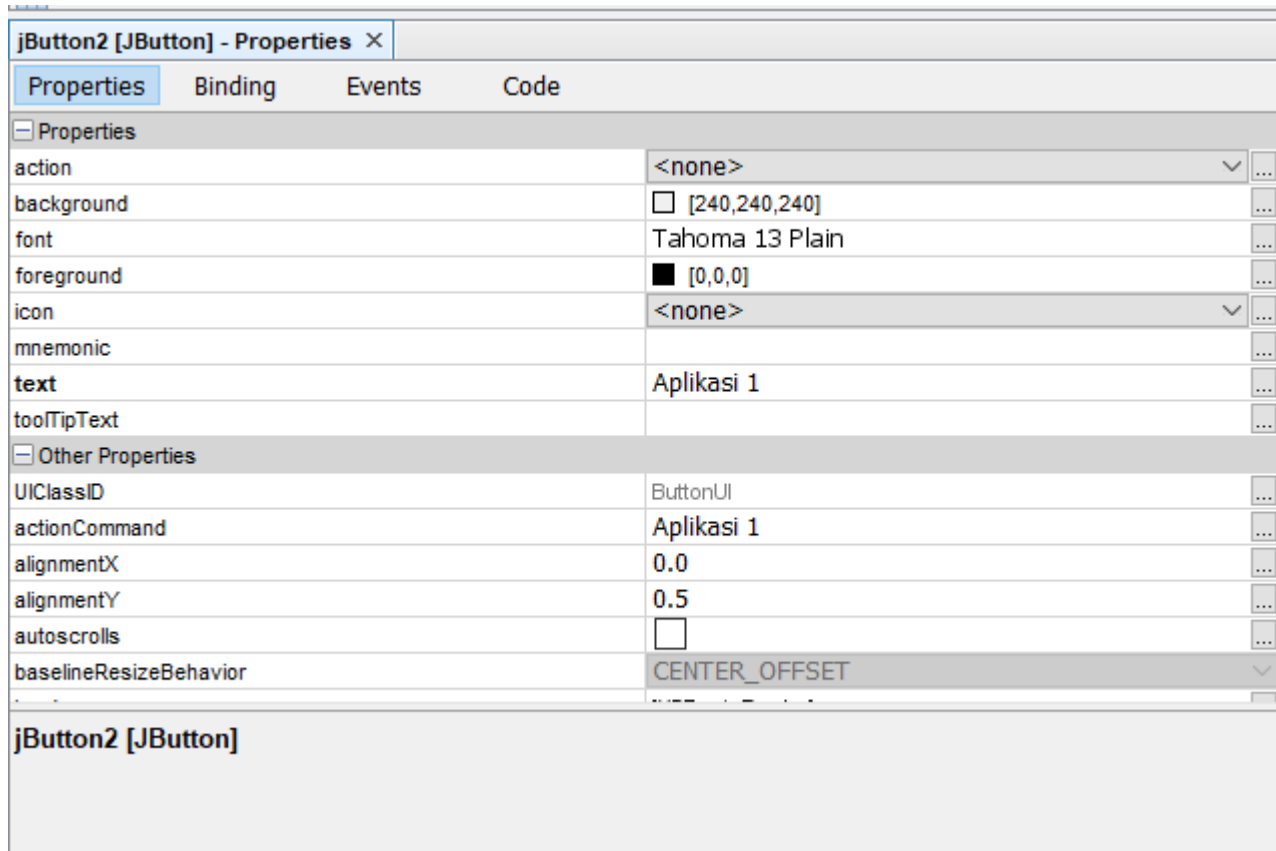 jButton2 [JButton] - Properties ×
Properties Binding Events Code
Properties
action <none> ...
background [240,240,240] ...
font Tahoma 13 Plain ...
foreground [0,0,0] ...
icon <none> ...
mnemonic ...
text Aplikasi 1 ...
toolTipText ...
Other Properties
UIClassID ButtonUI ...
actionCommand Aplikasi 1 ...
alignmentX 0.0 ...
alignmentY 0.5 ...
autoscrolls ...
baselineResizeBehavior CENTER_OFFSET
jButton2 [JButton]